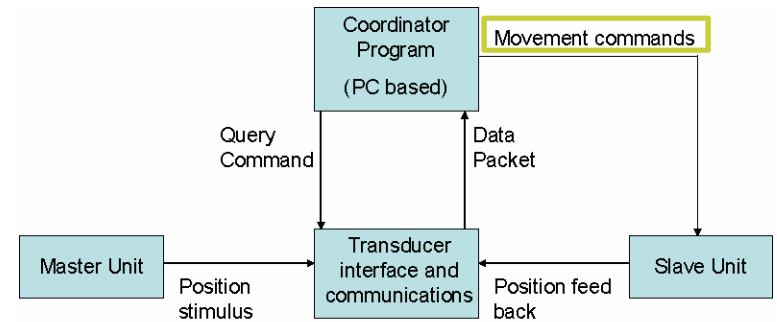 Coordinator
Program
(PC based)
Movement commands
Query
Command
Data
Packet
Master Unit
Position
stimulus
Transducer
interface and
communications
Position feed
back
Slave Unit